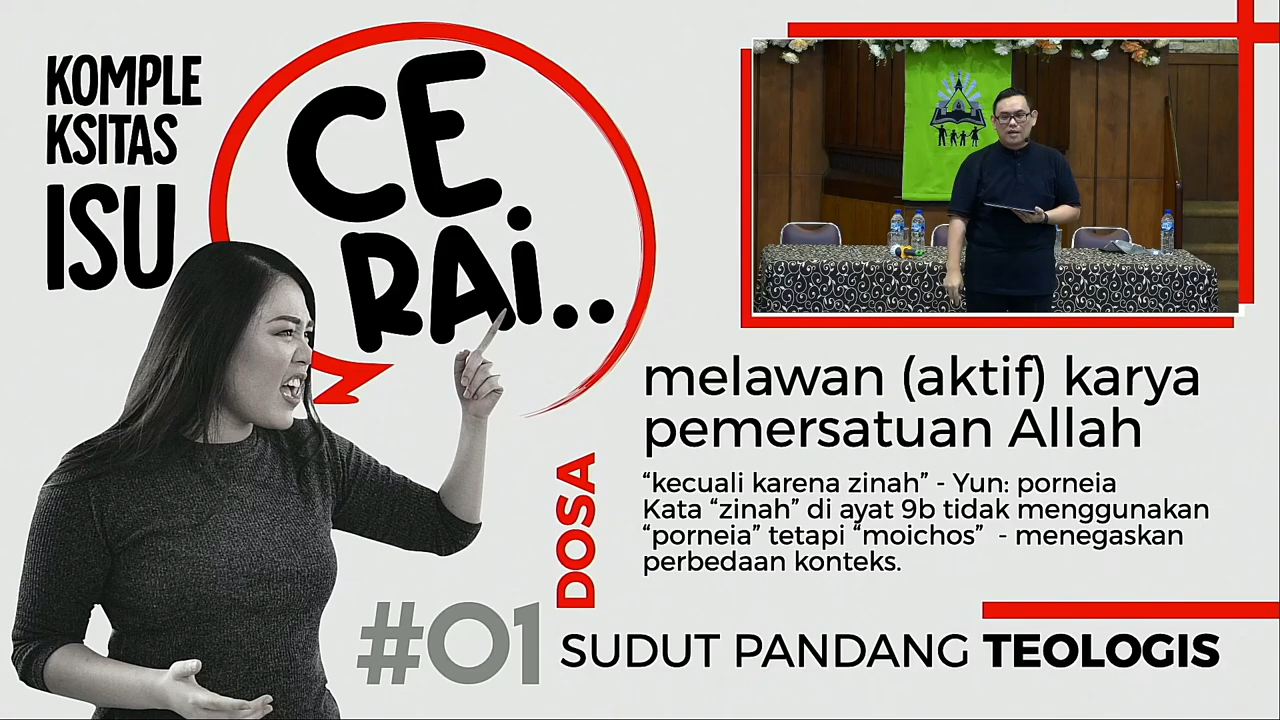 KOMPLE
KSITAS
ISU
CE
RAi..
melawan (aktif) karya
pemersatuan Allah
“kecuali karena zinah” - Yun: porneia
Kata “zinah” di ayat 9b tidak menggunakan
“porneia” tetapi “moichos”  - menegaskan
perbedaan konteks.
DOSA
#01
SUDUT PANDANG TEOLOGIS